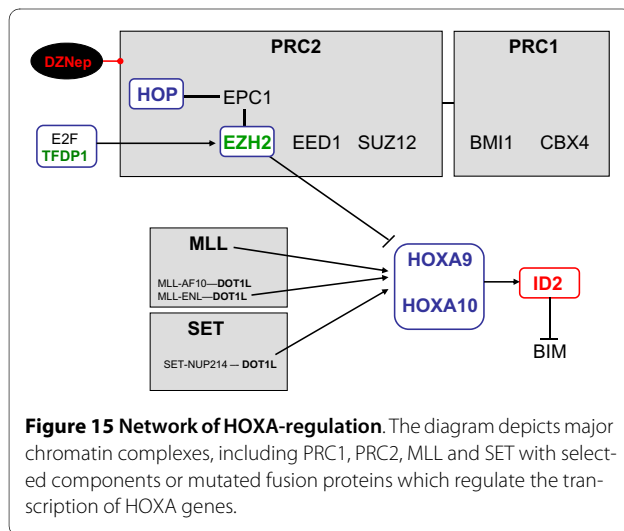 PRC2
PRC1
DZNep
HOP
EPC1
E2F
TFDP1
EZH2
EED1
SUZ12
BMI1
CBX4
MLL
MLL-AF10—DOT1L
MLL-ENL—DOT1L
HOXA9
HOXA10
ID2
BIM
SET
SET-NUP214 — DOT1L
Figure 15 Network of HOXA-regulation. The diagram depicts major
chromatin complexes, including PRC1, PRC2, MLL and SET with select-
ed components or mutated fusion proteins which regulate the tran-
scription of HOXA genes.